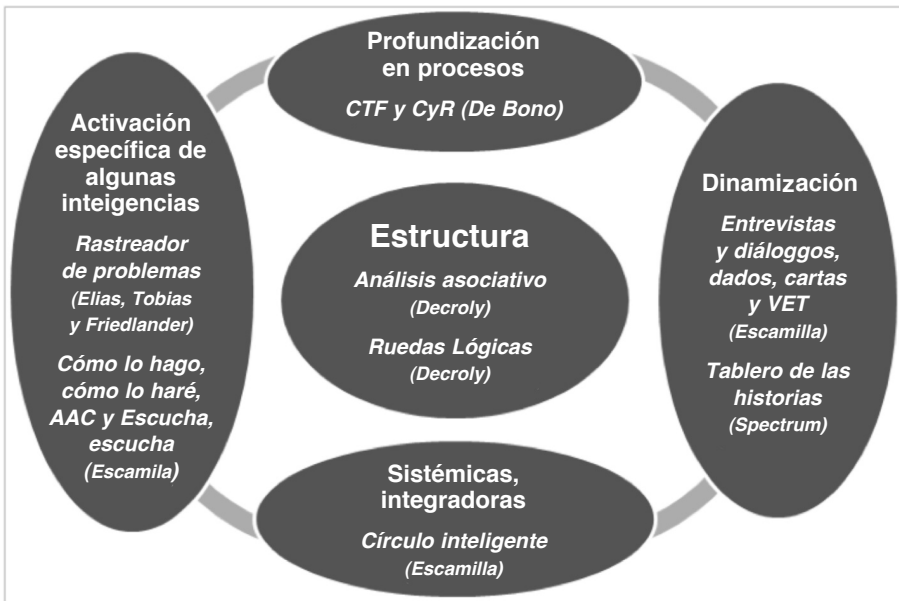 Profundización
en procesos
CTF y CyR (De Bono)
Activación
específica de
algunas
inteigencias
Rastreador
de problemas
(Elias, Tobias
y Friedlander)
Cómo lo hago,
cómo lo haré,
AAC y Escucha,
escucha
(Escamila)
Estructura
Análisis asociativo
(Decroly)
Ruedas Lógicas
(Decroly)
Dinamización
Entrevistas
y diáloggos,
dados, cartas
y VET
(Escamilla)
Tablero de las
historias
(Spectrum)
Sistémicas,
integradoras
Círculo inteligente
(Escamilla)